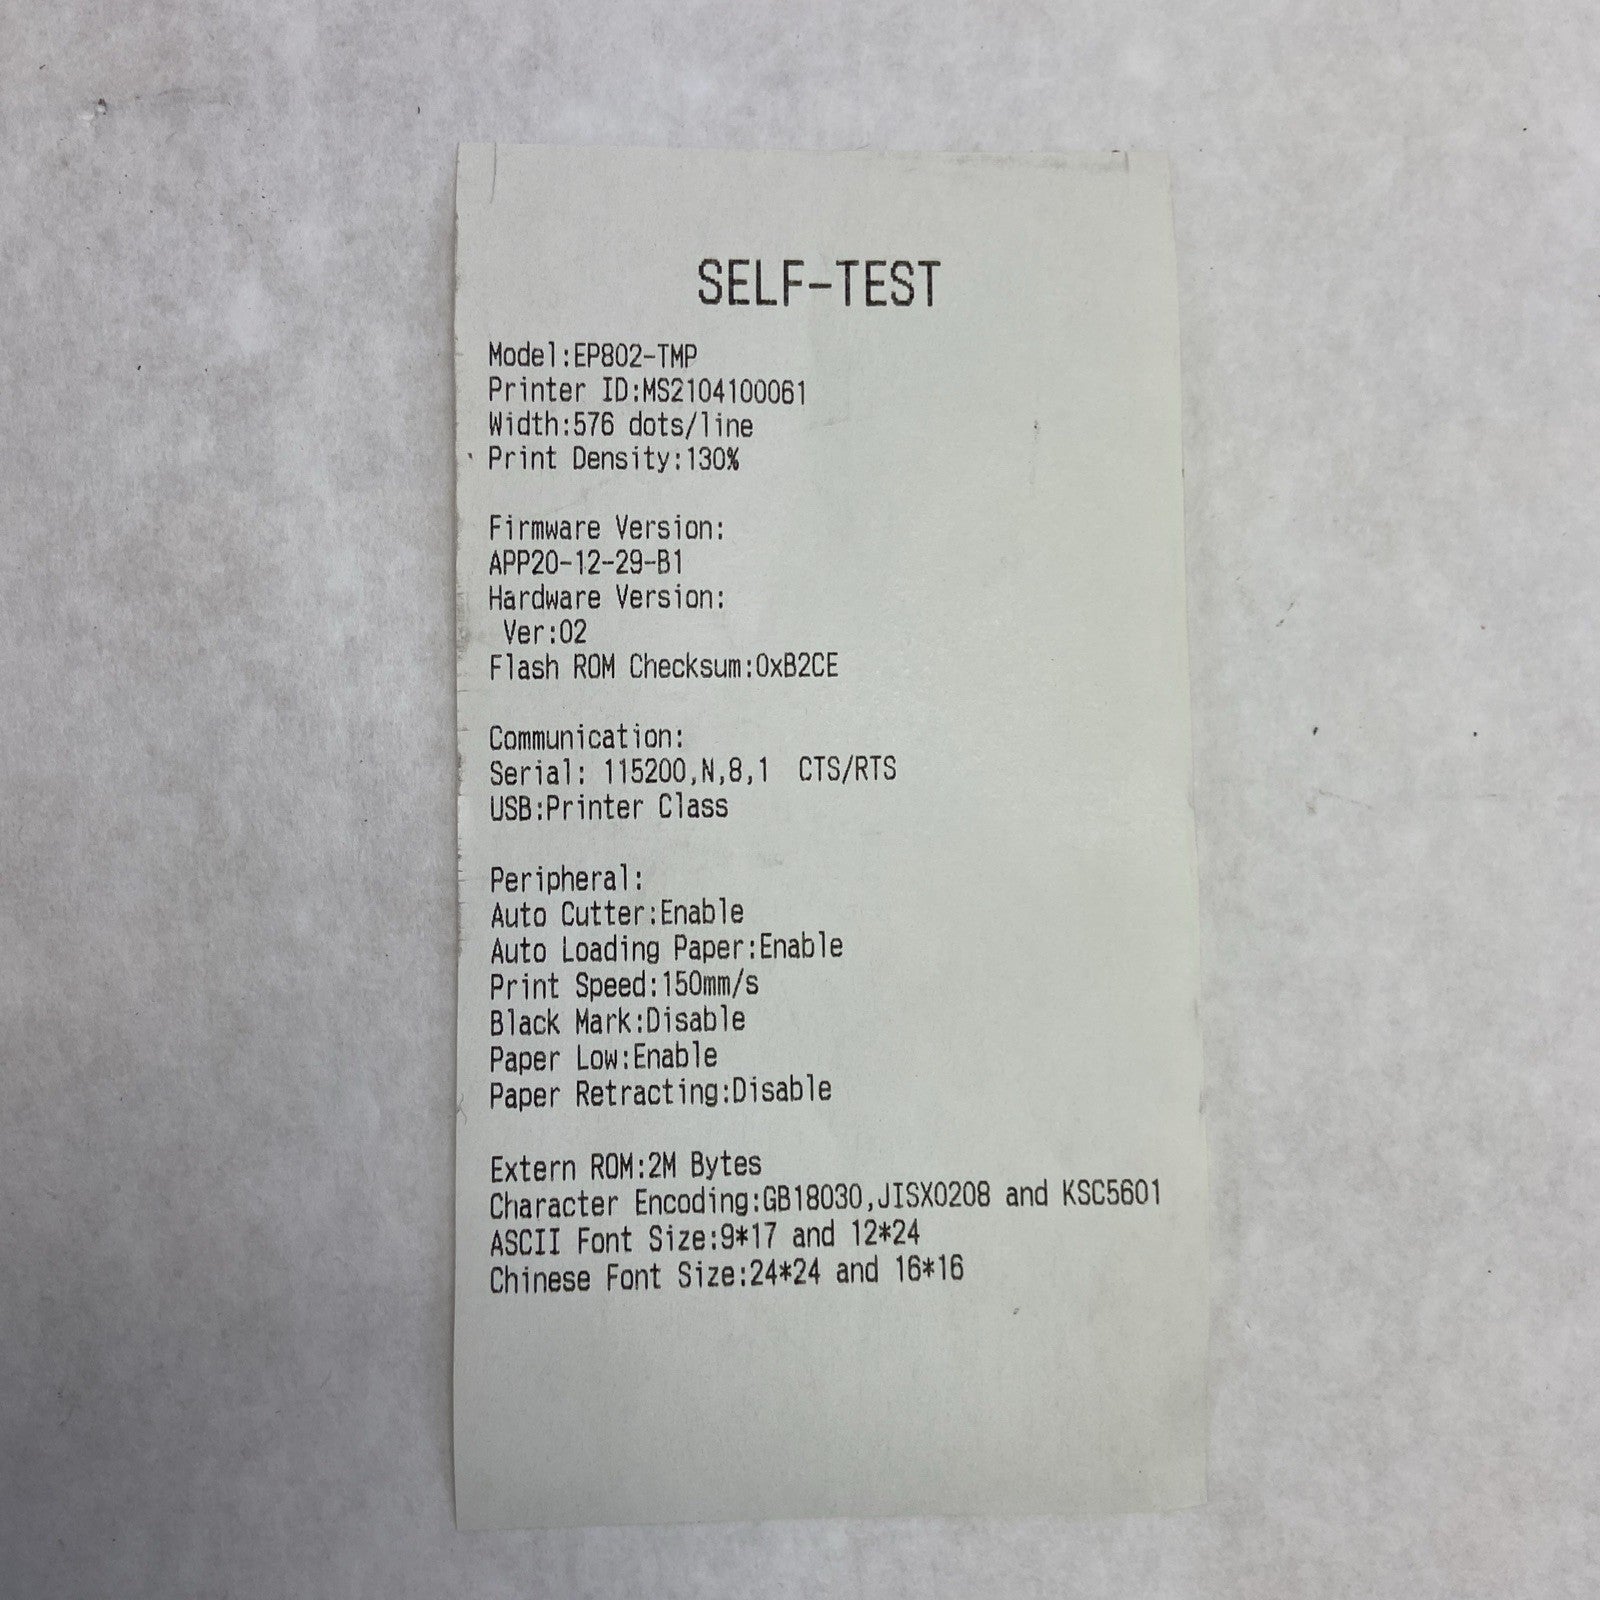 SELF-TEST
Model:EP802-TMP
Printer ID:MS2104100061
Width:576 dots/line
Print Density:130%
Firmware Version:
APP20-12-29-B1
Hardware Version:
Ver:02
Flash ROM Checksum:0xB2CE
Communication:
Serial: 115200,N,8,1 CTS/RTS
USB:Printer Class
Peripheral:
Auto Cutter:Enable
Auto Loading Paper:Enable
Print Speed:150mm/s
Black Mark:Disable
Paper Low:Enable
Paper Retracting:Disable
Extern ROM:2M Bytes
Character Encoding:GB18030,JISX0208 and KSC5601
ASCII Font Size:9*17 and 12*24
Chinese Font Size:24*24 and 16*16